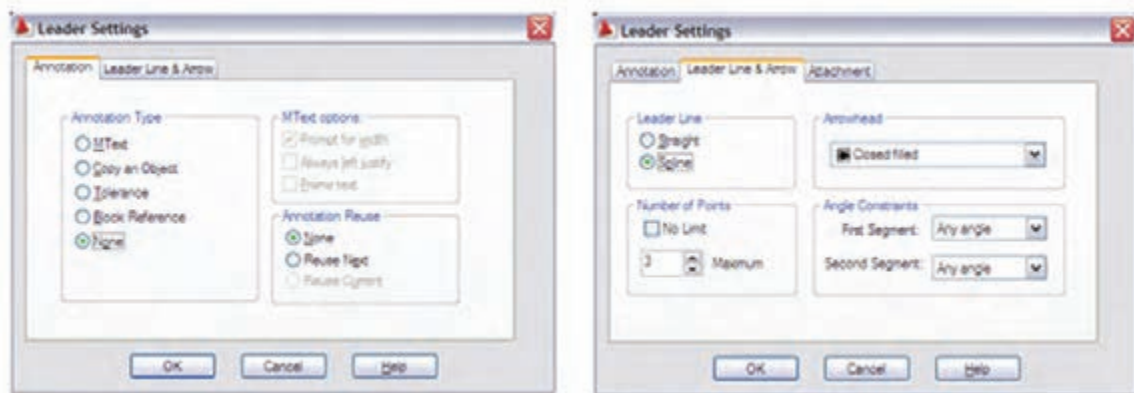 Leader Settings
Annotation
Leader Line & Arrow
Annotation Type
MText
Copy an Object
Tolerance
Block Reference
None
MText options
Prompt for width
Always left justify
Frame text
Annotation Reuse
None
Reuse Next
Reuse Current
OK
Cancel
Help
Leader Settings
Annotation
Leader Line & Arrow
Attachment
Leader Line
Straight
Spline
Arrowhead
Closed filled
Number of Points
No Limit
3
Maximum
Angle Constraints
First Segment:
Any angle
Second Segment:
Any angle
OK
Cancel
Help